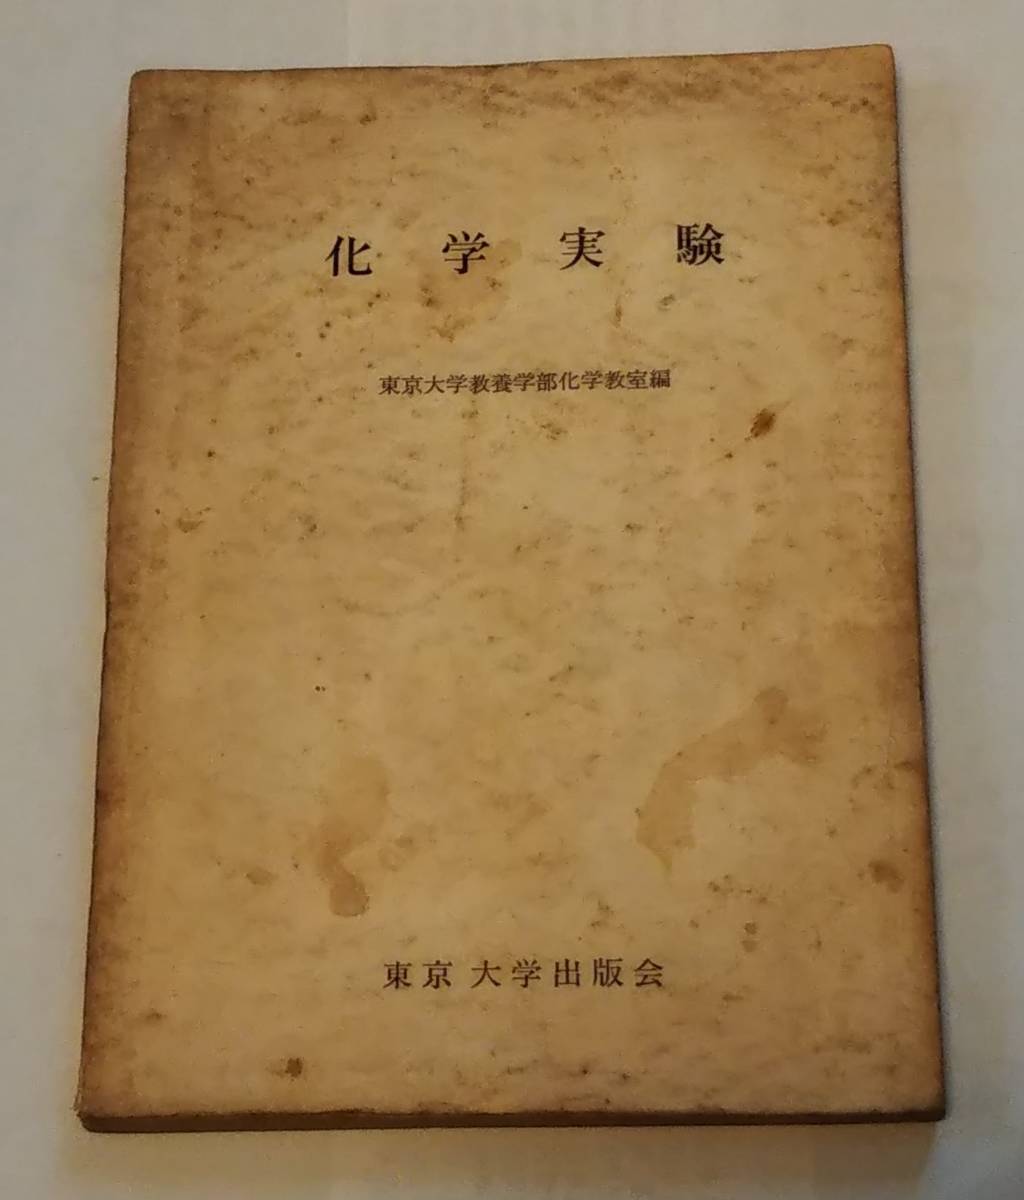 化学実験
東京大学教養学部化学教室編
東京大学出版会